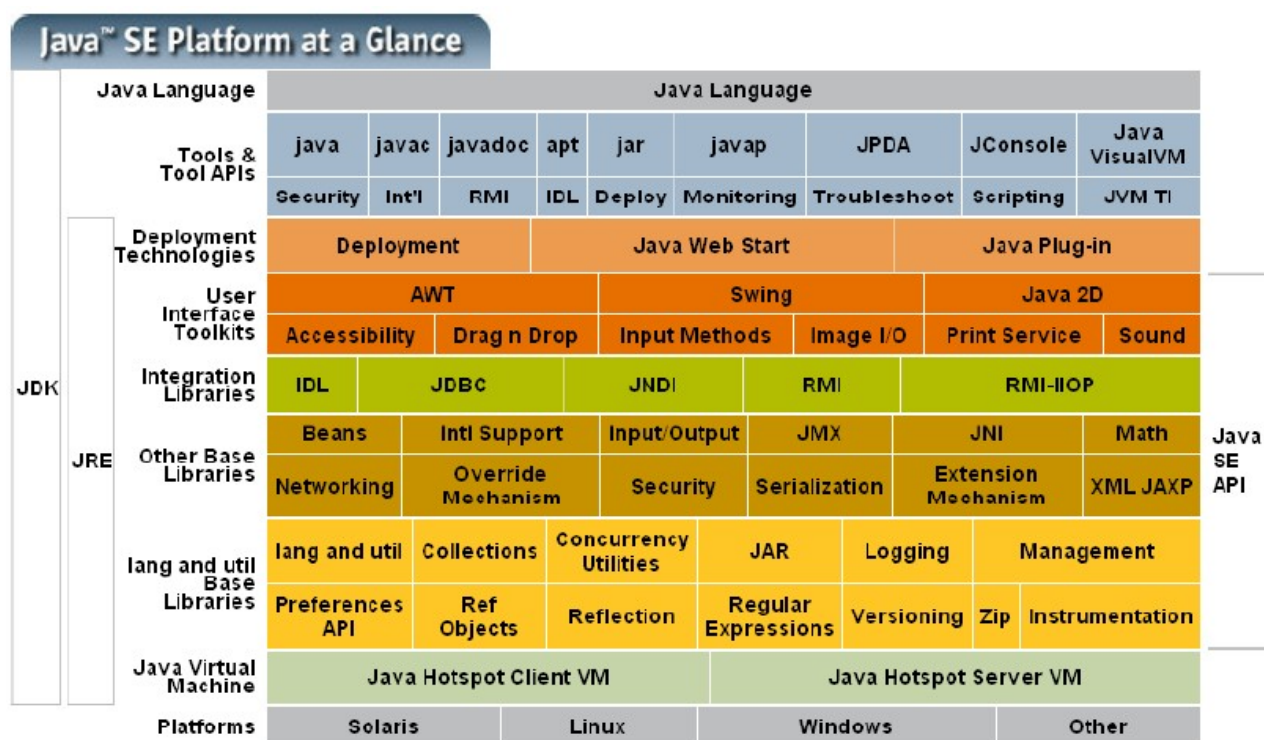 Java™ SE Platform at a Glance
Java Language Java Language
Tools & Tool APIs
java javac javadoc apt jar javap JPDA JConsole Java VisualVM
Security Int'l RMI IDL Deploy Monitoring Troubleshoot Scripting JVM TI
Deployment Technologies
Deployment Java Web Start Java Plug-in
User Interface Toolkits
AWT Swing Java 2D
Accessibility Drag n Drop Input Methods Image I/O Print Service Sound
Integration Libraries
IDL JDBC JNDI RMI RMI-IIOP
JDK
JRE
Other Base Libraries
Beans Intl Support Input/Output JMX JNI Math
Networking Override Mechanism Security Serialization Extension Mechanism XML JAXP
Java SE API
lang and util Base Libraries
lang and util Collections Concurrency Utilities JAR Logging Management
Preferences API Ref Objects Reflection Regular Expressions Versioning Zip Instrumentation
Java Virtual Machine
Java Hotspot Client VM Java Hotspot Server VM
Platforms Solaris Linux Windows Other